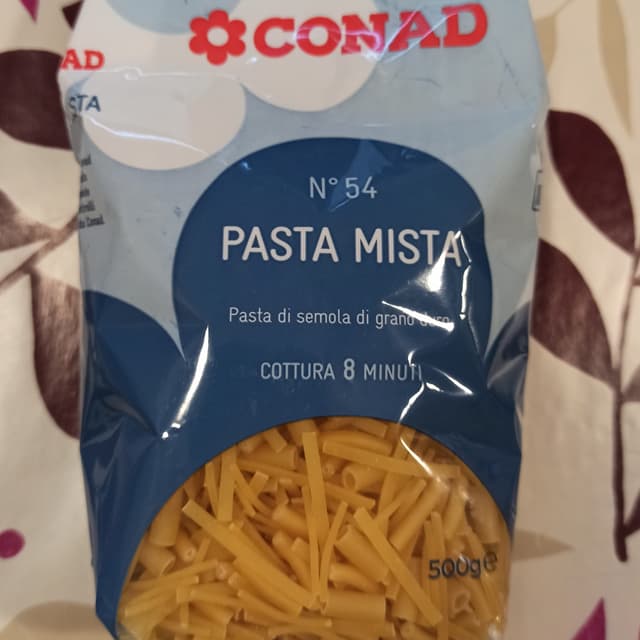 CONAD
AD
STA
N° 54
PASTA MISTA
Pasta di semola di grano duro
COTTURA 8 MINUTI
500g e